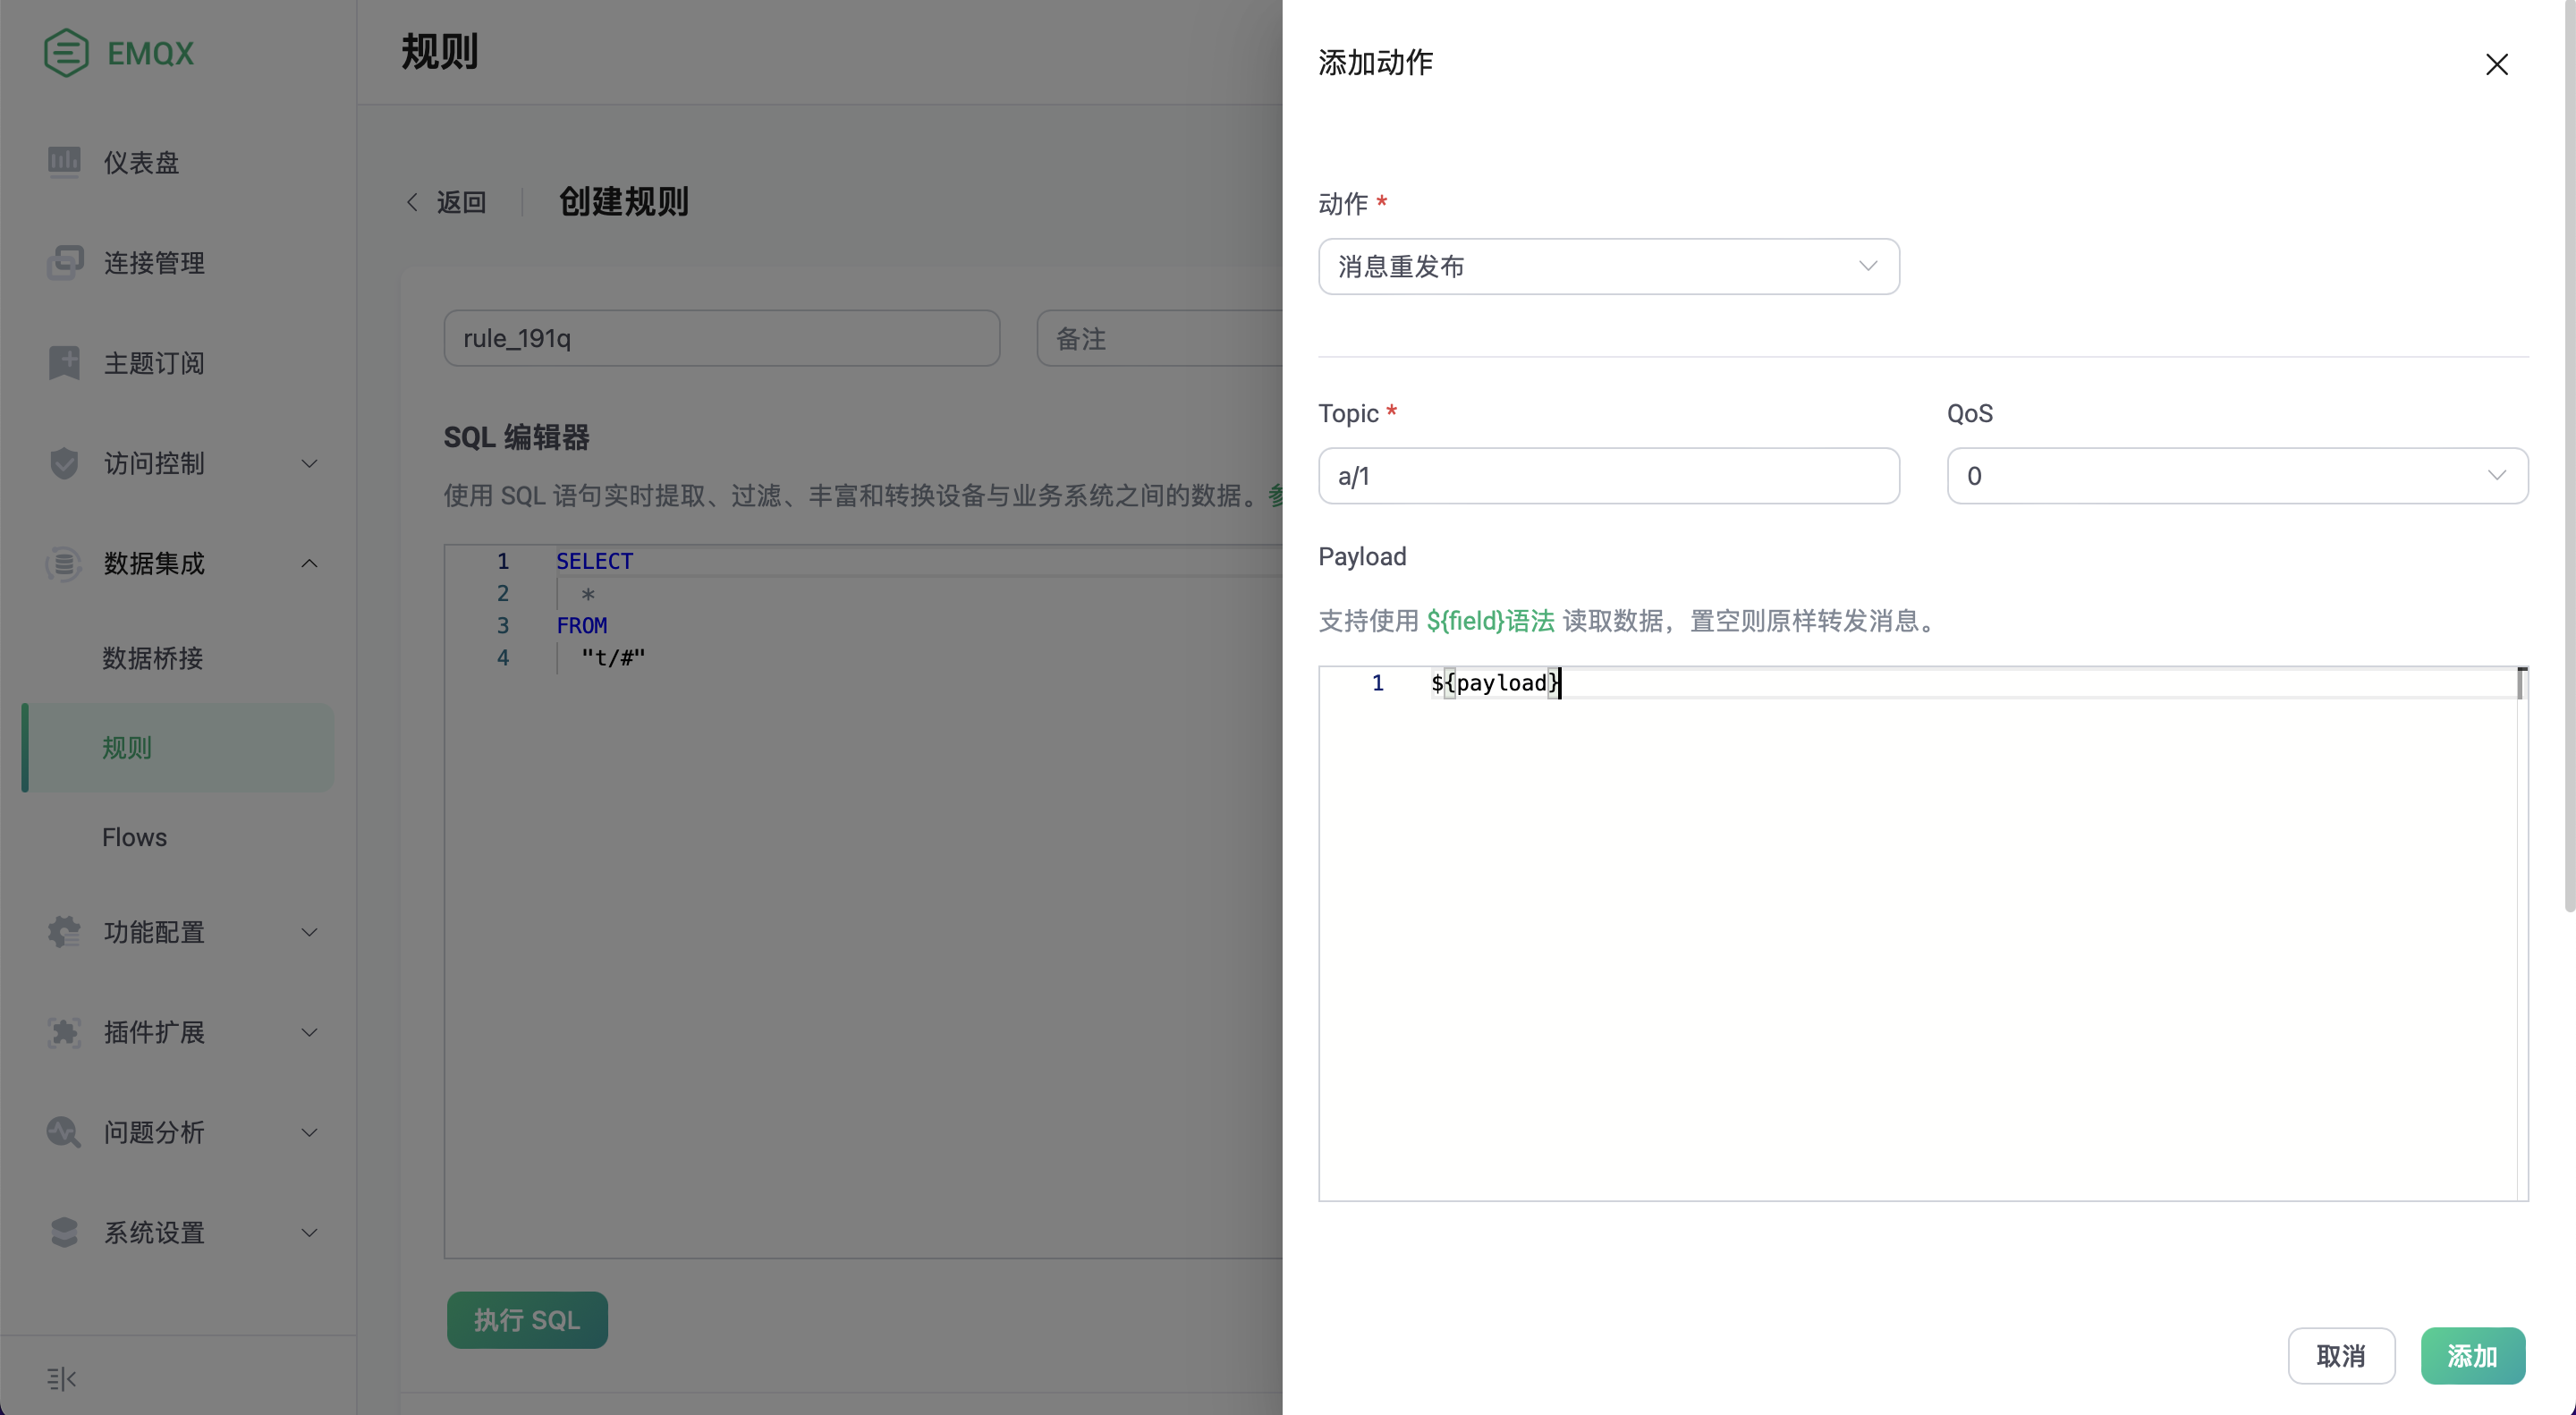 EMQX
仪表盘
连接管理
主题订阅
访问控制
数据集成
数据桥接
规则
Flows
功能配置
插件扩展
问题分析
系统设置
规则
返回
创建规则
rule_191q
备注
SQL 编辑器
使用 SQL 语句实时提取、过滤、丰富和转换设备与业务系统之间的数据。
1 SELECT
2 *
3 FROM
4 "t/#"
执行 SQL
添加动作
动作 *
消息重发布
Topic *
a/1
QoS
0
Payload
支持使用 ${field}语法 读取数据，置空则原样转发消息。
1 ${payload}
取消
添加